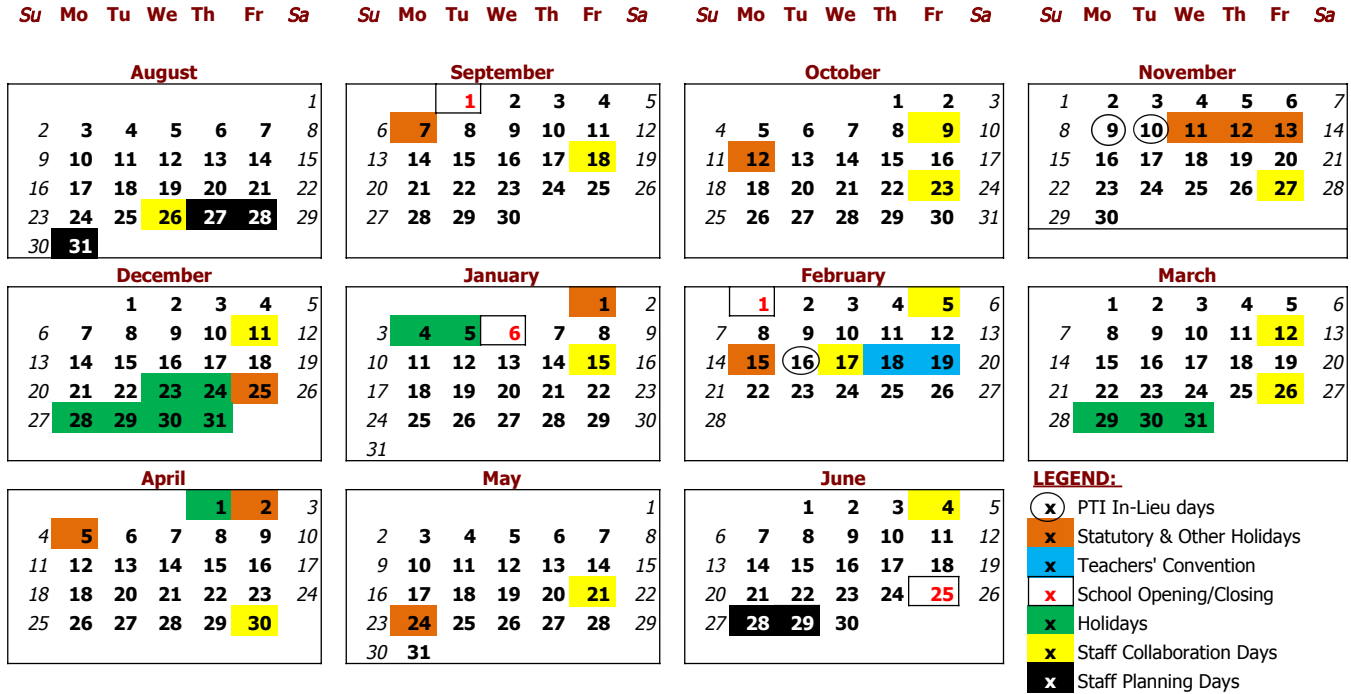 Su Mo Tu We Th Fr Sa Su Mo Tu We Th Fr Sa Su Mo Tu We Th Fr Sa Su Mo Tu We Th Fr Sa
August September October November
1 1 2 3 4 5 1 2 3 1 2 3 4 5 6 7
2 3 4 5 6 7 8 6 7 8 9 10 11 12 4 5 6 7 8 9 10 8 9 10 11 12 13 14
9 10 11 12 13 14 15 13 14 15 16 17 18 19 11 12 13 14 15 16 17 15 16 17 18 19 20 21
16 17 18 19 20 21 22 20 21 22 23 24 25 26 18 20 20 21 22 23 24 22 23 24 25 26 27 28
23 24 25 26 27 28 29 27 28 29 30 25 26 27 28 29 30 31 29 30
30 31
December January February March
1 2 3 4 5 1 2 1 2 3 4 5 6 1 2 3 4 5 6
6 7 8 9 10 11 12 3 4 5 6 7 8 9 7 8 9 10 11 12 13 7 8 9 10 11 12 13
13 14 15 16 17 18 19 10 11 12 13 14 15 16 14 15 16 17 18 19 20 14 15 16 17 18 19 20
20 21 22 23 24 25 26 17 18 19 20 21 22 23 21 22 23 24 25 26 27 21 22 23 24 25 26 27
27 28 29 30 31 24 25 26 27 28 29 30 28 28 29 30 31
31
April May June LEGEND:
1 2 3 1 1 2 3 4 5 x PTI In-Lieu days
4 5 6 7 8 9 10 2 3 4 5 6 7 8 6 7 8 9 10 11 12 x Statutory & Other Holidays
11 12 13 14 15 16 17 9 10 11 12 13 14 15 13 14 15 16 17 18 19 x Teachers' Convention
18 18 20 21 22 23 24 16 17 18 19 20 21 22 20 21 22 23 24 25 26 x School Opening/Closing
25 26 27 28 29 30 23 24 25 26 27 28 29 27 28 29 30 x Holidays
30 31 x Staff Collaboration Days
x Staff Planning Days